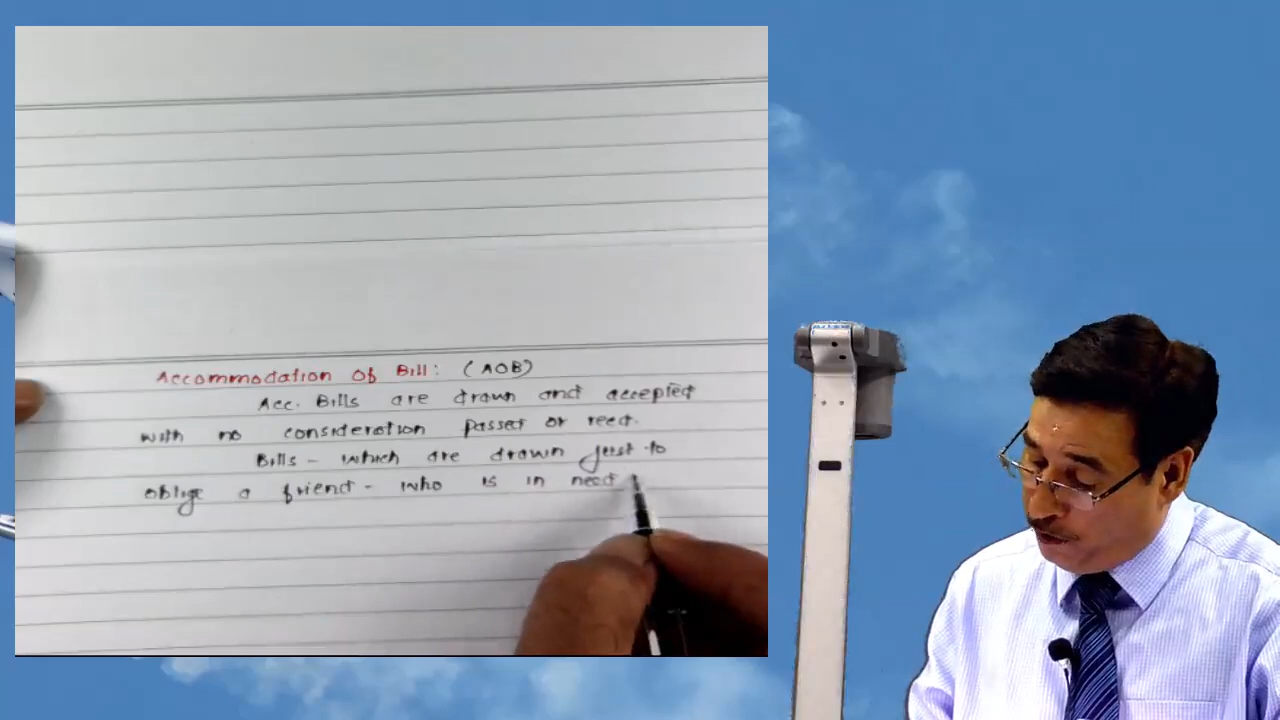 Accommodation of Bill: (AOB)
Acc. Bills are drawn and accepted
with no consideration passed or recd.
Bills - which are drawn just to
oblige a friend - who is in need